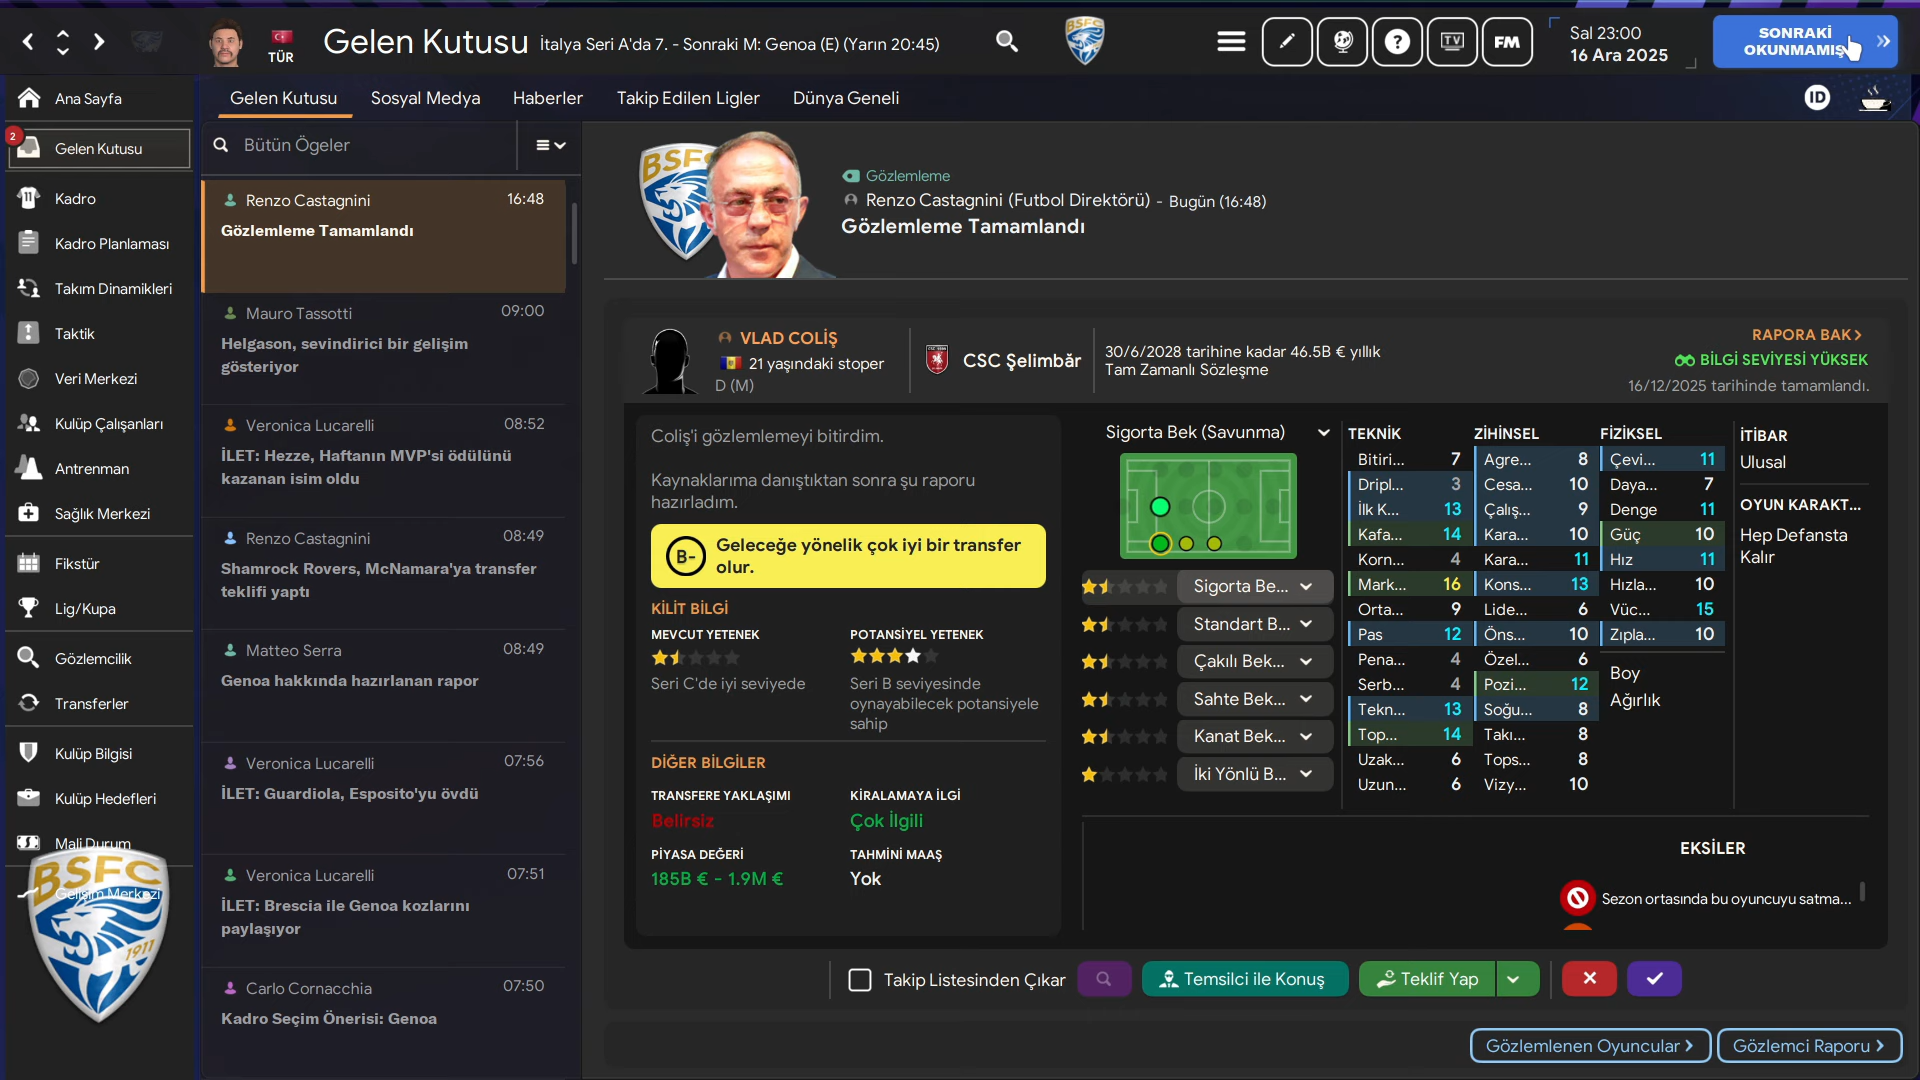 TÜR
Gelen Kutusu
İtalya Seri A'da 7. - Sonraki M: Genoa (E) (Yarın 20:45)
TV
FM
Sal 23:00
16 Ara 2025
SONRAKİ
OKUNMAMIŞ
Gelen Kutusu
Sosyal Medya
Haberler
Takip Edilen Ligler
Dünya Geneli
ID
Ana Sayfa
2
Gelen Kutusu
Kadro
Kadro Planlaması
Takım Dinamikleri
Taktik
Veri Merkezi
Kulüp Çalışanları
Antrenman
Sağlık Merkezi
Fikstür
Lig/Kupa
Gözlemcilik
Transferler
Kulüp Bilgisi
Kulüp Hedefleri
Mali Durum
Gelişim Merkezi
BSFC
1911
Bütün Ögeler
Renzo Castagnini 16:48
Gözlemleme Tamamlandı
Mauro Tassotti 09:00
Helgason, sevindirici bir gelişim
gösteriyor
Veronica Lucarelli 08:52
İLET: Hezze, Haftanın MVP'si ödülünü
kazanan isim oldu
Renzo Castagnini 08:49
Shamrock Rovers, McNamara'ya transfer
teklifi yaptı
Matteo Serra 08:49
Genoa hakkında hazırlanan rapor
Veronica Lucarelli 07:56
İLET: Guardiola, Esposito'yu övdü
Veronica Lucarelli 07:51
İLET: Brescia ile Genoa kozlarını
paylaşıyor
Carlo Cornacchia 07:50
Kadro Seçim Önerisi: Genoa
Gözlemleme
Renzo Castagnini (Futbol Direktörü) - Bugün (16:48)
Gözlemleme Tamamlandı
VLAD COLİŞ
21 yaşındaki stoper
D (M)
CSC Șelimbăr
30/6/2028 tarihine kadar 46.5B € yıllık
Tam Zamanlı Sözleşme
RAPORA BAK
BİLGİ SEVİYESİ YÜKSEK
16/12/2025 tarihinde tamamlandı.
Coliș'i gözlemlemeyi bitirdim.
Kaynaklarıma danıştıktan sonra şu raporu
hazırladım.
B-
Geleceğe yönelik çok iyi bir transfer
olur.
KİLİT BİLGİ
MEVCUT YETENEK
Seri C'de iyi seviyede
POTANSİYEL YETENEK
Seri B seviyesinde
oynayabilecek potansiyele
sahip
DİĞER BİLGİLER
TRANSFERE YAKLAŞIMI
Belirsiz
KİRALAMAYA İLGİ
Çok İlgili
PİYASA DEĞERİ
185B € - 1.9M €
TAHMİNİ MAAŞ
Yok
Sigorta Bek (Savunma)
Sigorta Be...
Standart B...
Çakılı Bek...
Sahte Bek...
Kanat Bek...
İki Yönlü B...
TEKNİK
Bitiri... 7
Dripl... 3
İlk K... 13
Kafa... 14
Korn... 4
Mark... 16
Orta... 9
Pas 12
Pena... 4
Serb... 4
Tekn... 13
Top... 14
Uzak... 6
Uzun... 6
ZİHİNSEL
Agre... 8
Cesa... 10
Çalış... 9
Kara... 10
Kara... 11
Kons... 13
Lide... 6
Öns... 10
Özel... 6
Pozi... 12
Soğu... 8
Takı... 8
Tops... 8
Vizy... 10
FİZİKSEL
Çevi... 11
Daya... 7
Denge 11
Güç 10
Hız 11
Hızla... 10
Vüc... 15
Zıpla... 10
Boy
Ağırlık
İTİBAR
Ulusal
OYUN KARAKT...
Hep Defansta
Kalır
EKSİLER
Sezon ortasında bu oyuncuyu satma...
Takip Listesinden Çıkar
Temsilci ile Konuş
Teklif Yap
Gözlemlenen Oyuncular
Gözlemci Raporu